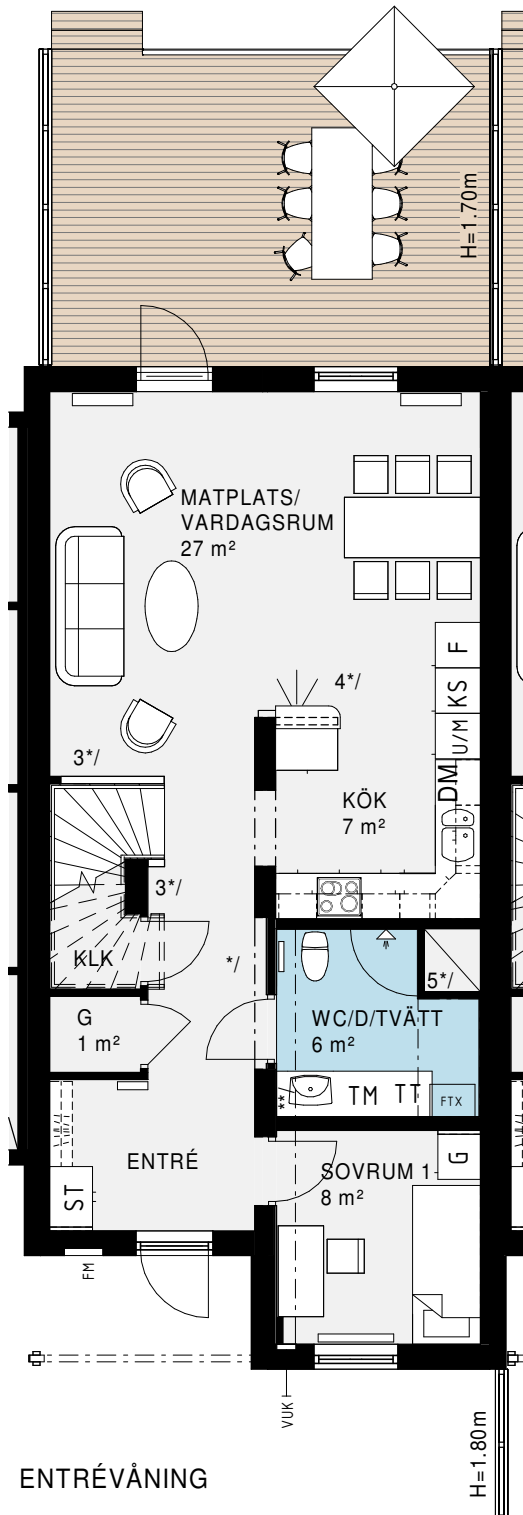 H=1.70m
MATPLATS/
VARDAGSRUM
27 m²
F
KS
U/M
DM
4*/
3*/
KÖK
7 m²
3*/
KLK
*/
5*/
G
1 m²
WC/D/TVÄTT
6 m²
**
TM
TT
FTX
ENTRÉ
ST
SOVRUM 1
8 m²
G
FM
VUK
H=1.80m
ENTRÉVÅNING